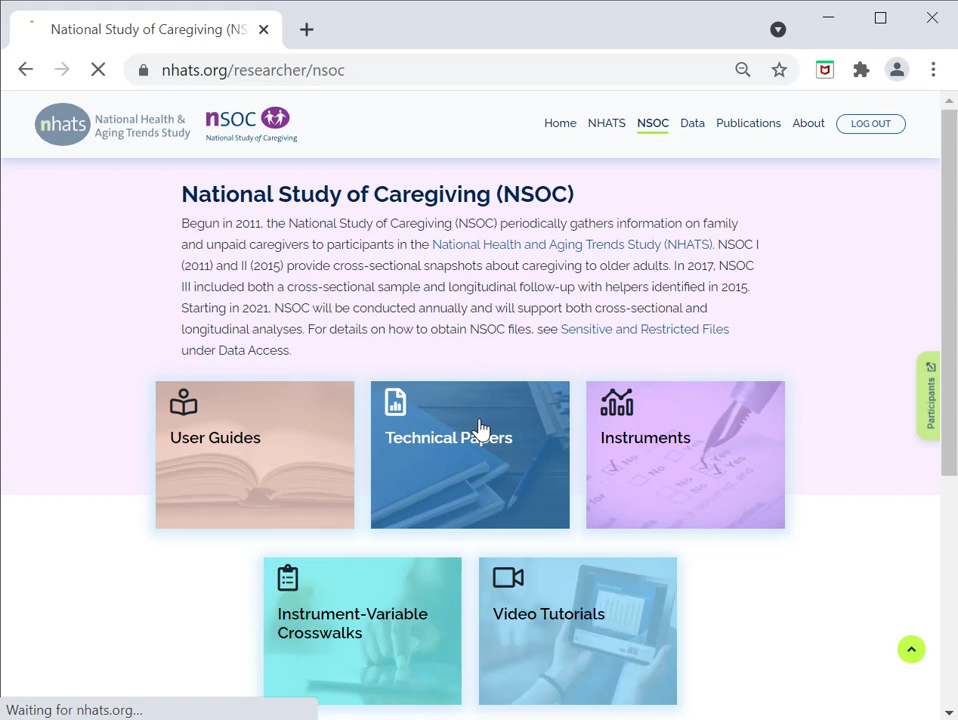 National Study of Caregiving (NS
nhats.org/researcher/nsoc
nhats
National Health &
Aging Trends Study
nsoc
National Study of Caregiving
Home
NHATS
NSOC
Data
Publications
About
LOG OUT
National Study of Caregiving (NSOC)
Begun in 2011, the National Study of Caregiving (NSOC) periodically gathers information on family
and unpaid caregivers to participants in the National Health and Aging Trends Study (NHATS). NSOC I
(2011) and II (2015) provide cross-sectional snapshots about caregiving to older adults. In 2017, NSOC
III included both a cross-sectional sample and longitudinal follow-up with helpers identified in 2015.
Starting in 2021, NSOC will be conducted annually and will support both cross-sectional and
longitudinal analyses. For details on how to obtain NSOC files, see Sensitive and Restricted Files
under Data Access.
Participants
User Guides
Technical Papers
Instruments
No
Yes
No
Yes
Yes
No
Instrument-Variable
Crosswalks
Video Tutorials
Waiting for nhats.org...